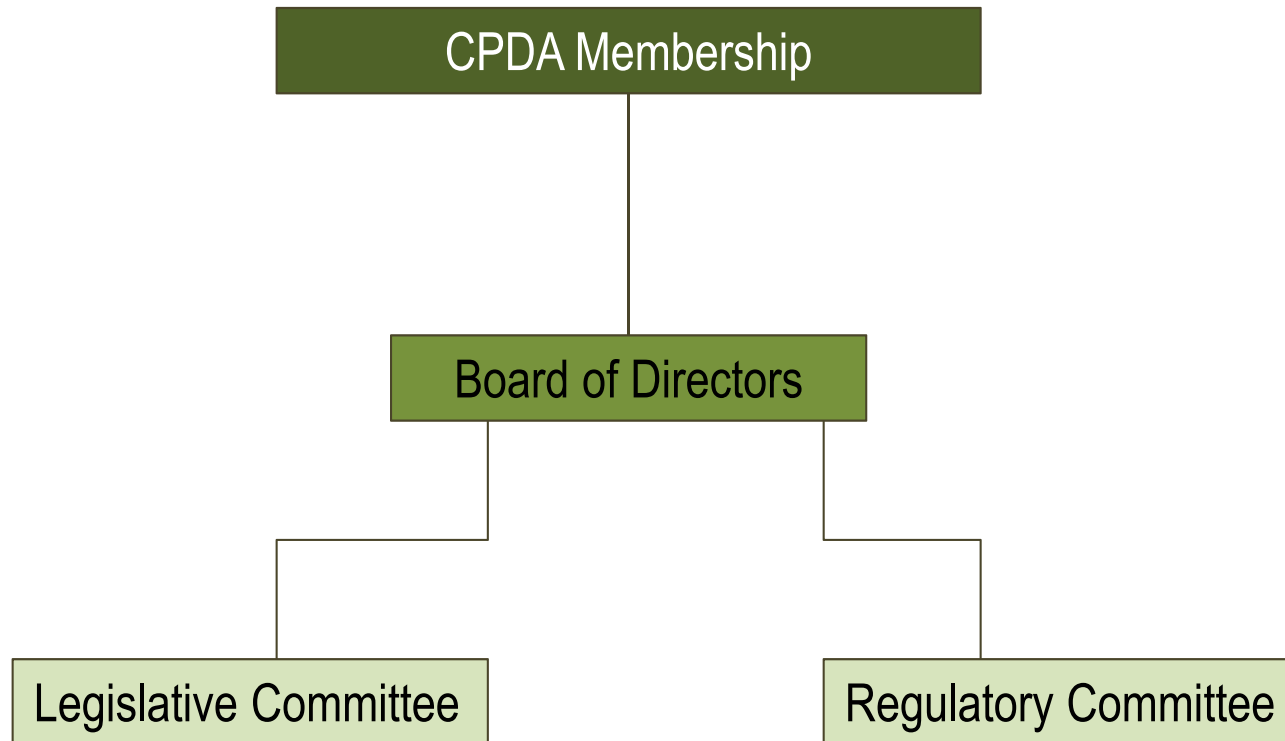 CPDA Membership
Board of Directors
Legislative Committee
Regulatory Committee